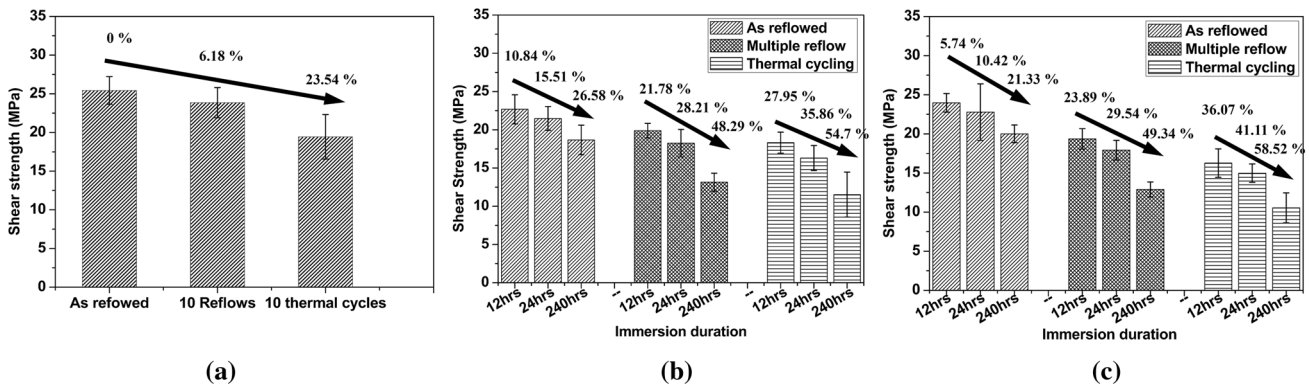 35
30
25
20
15
10
5
0
Shear strength (MPa)
0 %
6.18 %
23.54 %
As refowed
10 Reflows
10 thermal cycles
(a)
35
30
25
20
15
10
5
0
Shear Strength (MPa)
As reflowed
Multiple reflow
Thermal cycling
10.84 %
15.51 %
26.58 %
21.78 %
28.21 %
48.29 %
27.95 %
35.86 %
54.7 %
12hrs
24hrs
240hrs
--
12hrs
24hrs
240hrs
--
12hrs
24hrs
240hrs
Immersion duration
(b)
35
30
25
20
15
10
5
0
Shear strength (MPa)
As reflowed
Multiple reflow
Thermal cycling
5.74 %
10.42 %
21.33 %
23.89 %
29.54 %
49.34 %
36.07 %
41.11 %
58.52 %
12hrs
24hrs
240hrs
--
12hrs
24hrs
240hrs
--
12hrs
24hrs
240hrs
Immersion duration
(c)